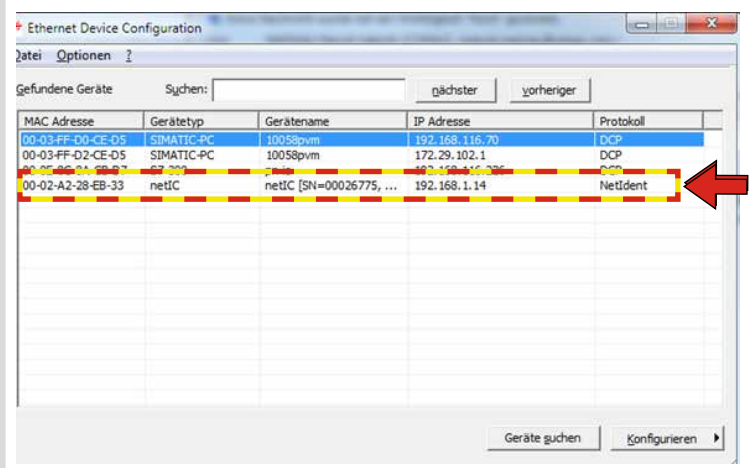 Ethernet Device Configuration
Datei Optionen ?
Gefundene Geräte Suchen: nächster vorheriger
MAC Adresse Gerätetyp Gerätename IP Adresse Protokoll
00-03-FF-D0-CE-D5 SIMATIC-PC 10058pvm 192.168.116.70 DCP
00-03-FF-D2-CE-D5 SIMATIC-PC 10058pvm 172.29.102.1 DCP
00-02-A2-28-EB-33 netIC netIC [SN=00026775, ... 192.168.1.14 NetIdent
Geräte suchen Konfigurieren